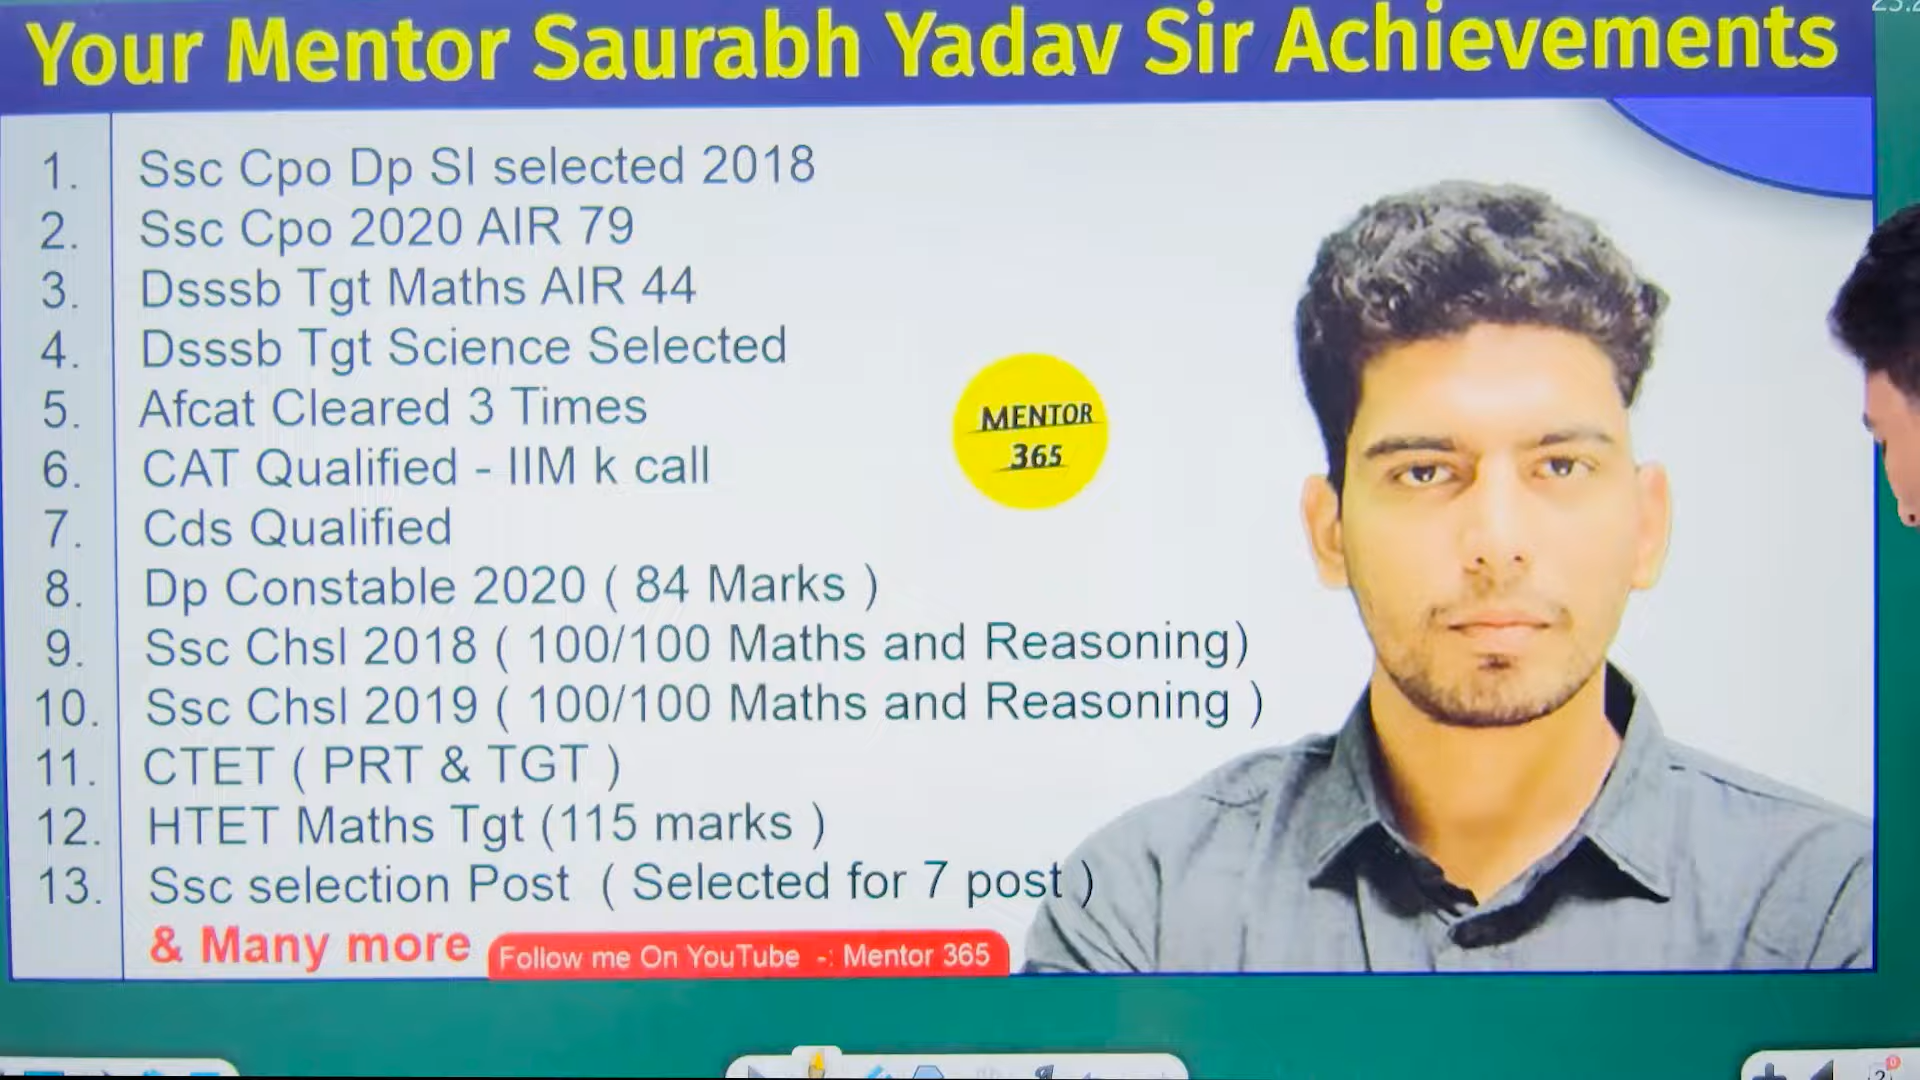 Your Mentor Saurabh Yadav Sir Achievements
1. Ssc Cpo Dp SI selected 2018
2. Ssc Cpo 2020 AIR 79
3. Dsssb Tgt Maths AIR 44
4. Dsssb Tgt Science Selected
5. Afcat Cleared 3 Times
6. CAT Qualified - IIM k call
7. Cds Qualified
8. Dp Constable 2020 ( 84 Marks )
9. Ssc Chsl 2018 ( 100/100 Maths and Reasoning)
10. Ssc Chsl 2019 ( 100/100 Maths and Reasoning )
11. CTET ( PRT & TGT )
12. HTET Maths Tgt (115 marks )
13. Ssc selection Post ( Selected for 7 post )
& Many more
Follow me On YouTube -: Mentor 365
MENTOR
365